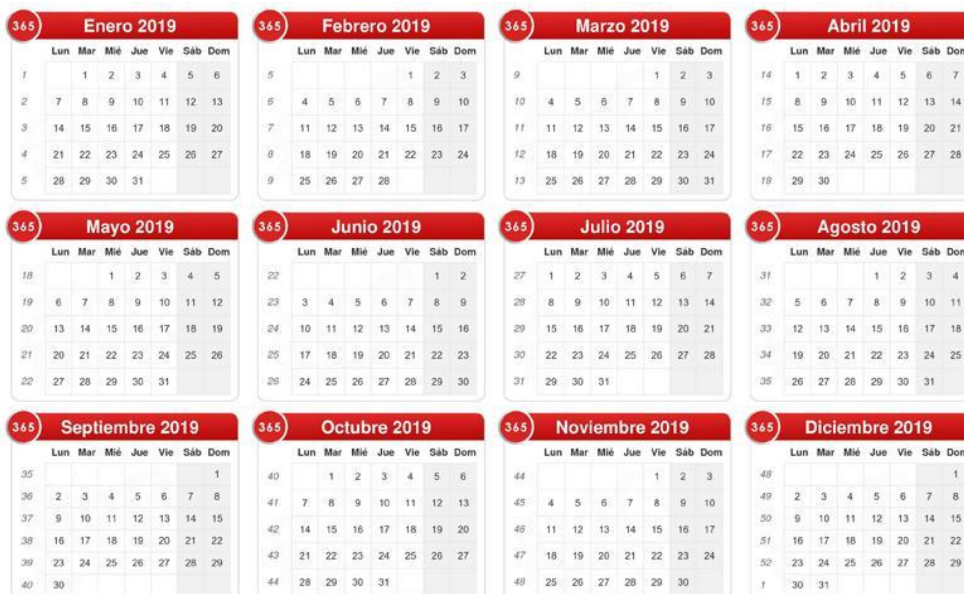 365 Enero 2019
Lun Mar Mié Jue Vie Sáb Dom
1 1 2 3 4 5 6
2 7 8 9 10 11 12 13
3 14 15 16 17 18 19 20
4 21 22 23 24 25 26 27
5 28 29 30 31
365 Febrero 2019
Lun Mar Mié Jue Vie Sáb Dom
5 1 2 3
6 4 5 6 7 8 9 10
7 11 12 13 14 15 16 17
8 18 19 20 21 22 23 24
9 25 26 27 28
365 Marzo 2019
Lun Mar Mié Jue Vie Sáb Dom
9 1 2 3
10 4 5 6 7 8 9 10
11 11 12 13 14 15 16 17
12 18 19 20 21 22 23 24
13 25 26 27 28 29 30 31
365 Abril 2019
Lun Mar Mié Jue Vie Sáb Dom
14 1 2 3 4 5 6 7
15 8 9 10 11 12 13 14
16 15 16 17 18 19 20 21
17 22 23 24 25 26 27 28
18 29 30
365 Mayo 2019
Lun Mar Mié Jue Vie Sáb Dom
18 1 2 3 4 5
19 6 7 8 9 10 11 12
20 13 14 15 16 17 18 19
21 20 21 22 23 24 25 26
22 27 28 29 30 31
365 Junio 2019
Lun Mar Mié Jue Vie Sáb Dom
22 1 2
23 3 4 5 6 7 8 9
24 10 11 12 13 14 15 16
25 17 18 19 20 21 22 23
26 24 25 26 27 28 29 30
365 Julio 2019
Lun Mar Mié Jue Vie Sáb Dom
27 1 2 3 4 5 6 7
28 8 9 10 11 12 13 14
29 15 16 17 18 19 20 21
30 22 23 24 25 26 27 28
31 29 30 31
365 Agosto 2019
Lun Mar Mié Jue Vie Sáb Dom
31 1 2 3 4
32 5 6 7 8 9 10 11
33 12 13 14 15 16 17 18
34 19 20 21 22 23 24 25
35 26 27 28 29 30 31
365 Septiembre 2019
Lun Mar Mié Jue Vie Sáb Dom
35 1
36 2 3 4 5 6 7 8
37 9 10 11 12 13 14 15
38 16 17 18 19 20 21 22
39 23 24 25 26 27 28 29
40 30
365 Octubre 2019
Lun Mar Mié Jue Vie Sáb Dom
40 1 2 3 4 5 6
41 7 8 9 10 11 12 13
42 14 15 16 17 18 19 20
43 21 22 23 24 25 26 27
44 28 29 30 31
365 Noviembre 2019
Lun Mar Mié Jue Vie Sáb Dom
44 1 2 3
45 4 5 6 7 8 9 10
46 11 12 13 14 15 16 17
47 18 19 20 21 22 23 24
48 25 26 27 28 29 30
365 Diciembre 2019
Lun Mar Mié Jue Vie Sáb Dom
48 1
49 2 3 4 5 6 7 8
50 9 10 11 12 13 14 15
51 16 17 18 19 20 21 22
52 23 24 25 26 27 28 29
1 30 31